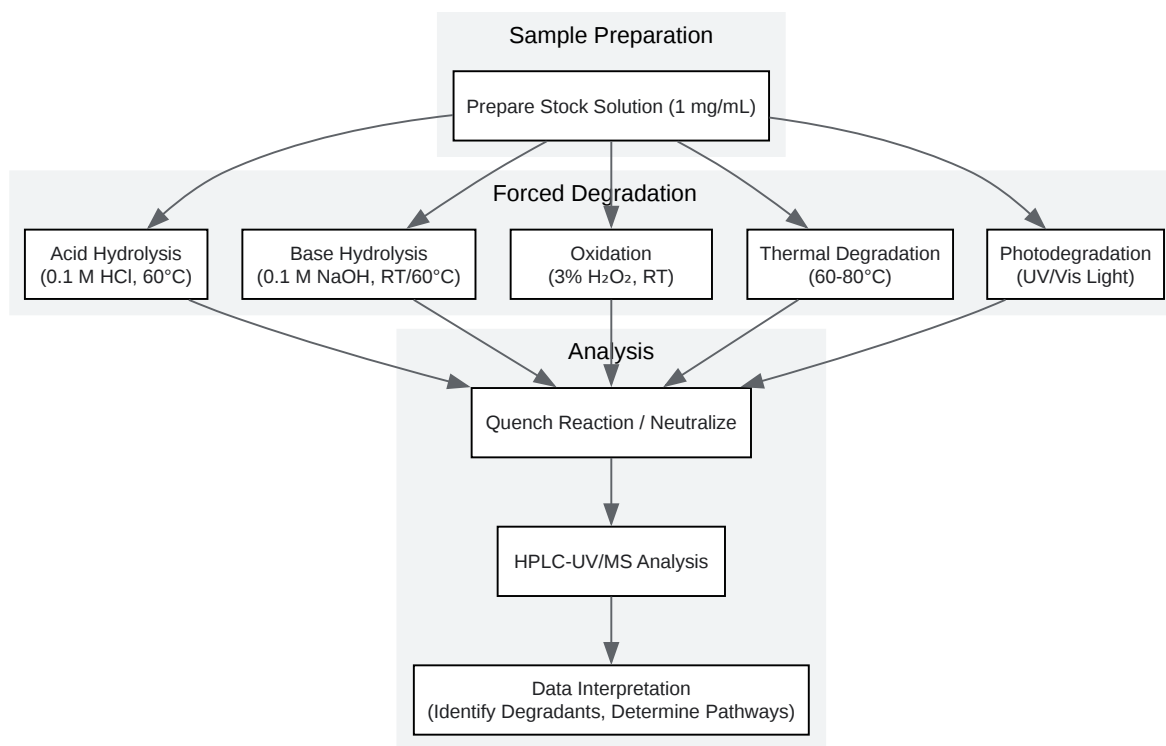 Sample Preparation
Prepare Stock Solution (1 mg/mL)
Forced Degradation
Acid Hydrolysis
(0.1 M HCl, 60°C)
Base Hydrolysis
(0.1 M NaOH, RT/60°C)
Oxidation
(3% H₂O₂, RT)
Thermal Degradation
(60-80°C)
Photodegradation
(UV/Vis Light)
Analysis
Quench Reaction / Neutralize
HPLC-UV/MS Analysis
Data Interpretation
(Identify Degradants, Determine Pathways)